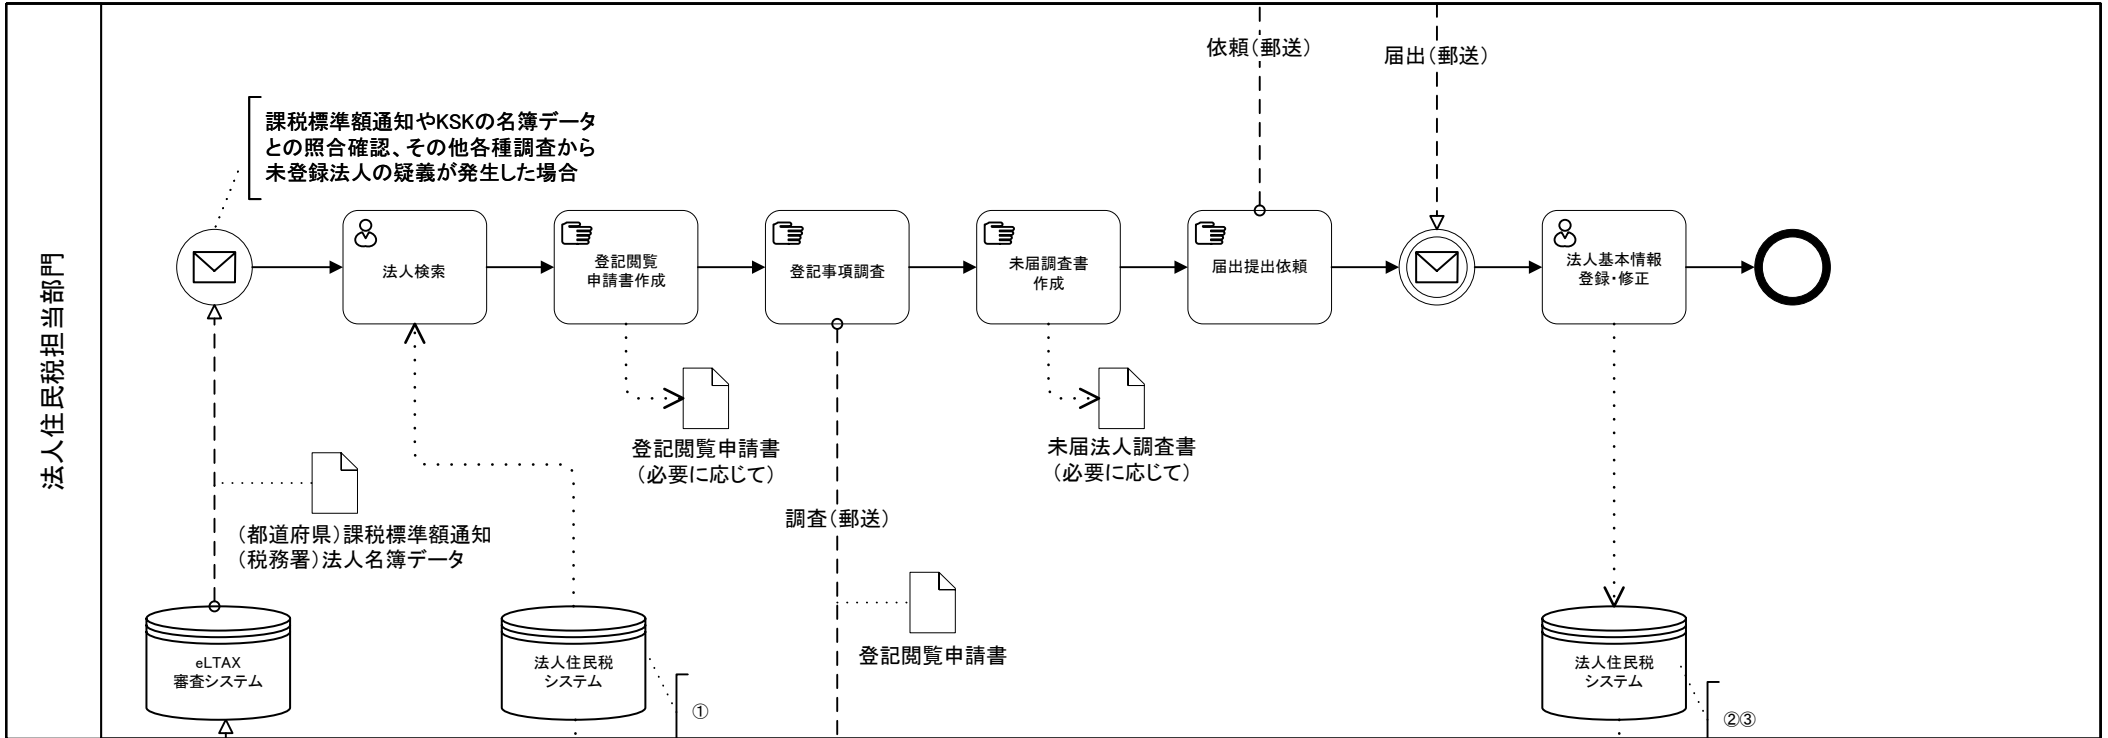 法人住民税担当部門
依頼（郵送）
届出（郵送）
課税標準額通知やKSKの名簿データ
との照合確認、その他各種調査から
未登録法人の疑義が発生した場合
法人検索
登記閲覧
申請書作成
登記事項調査
未届調査書
作成
届出提出依頼
法人基本情報
登録・修正
登記閲覧申請書
（必要に応じて）
未届法人調査書
（必要に応じて）
（都道府県）課税標準額通知
（税務署）法人名簿データ
調査（郵送）
登記閲覧申請書
eLTAX
審査システム
法人住民税
システム
①
法人住民税
システム
②③